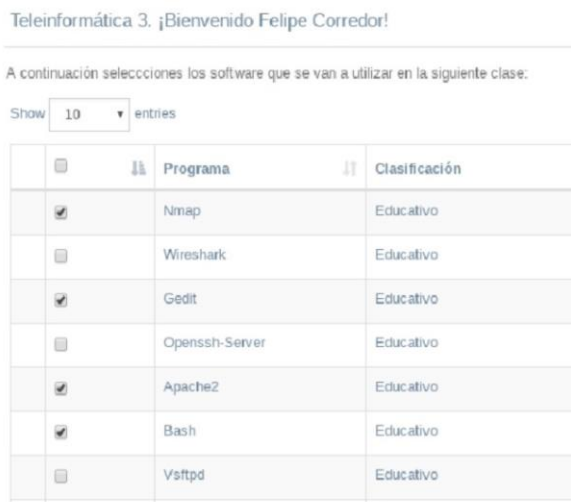 Teleinformática 3. ¡Bienvenido Felipe Corredor!
A continuación seleccciones los software que se van a utilizar en la siguiente clase:
Show 10 entries
Programa Clasificación
Nmap Educativo
Wireshark Educativo
Gedit Educativo
Openssh-Server Educativo
Apache2 Educativo
Bash Educativo
Vsftpd Educativo